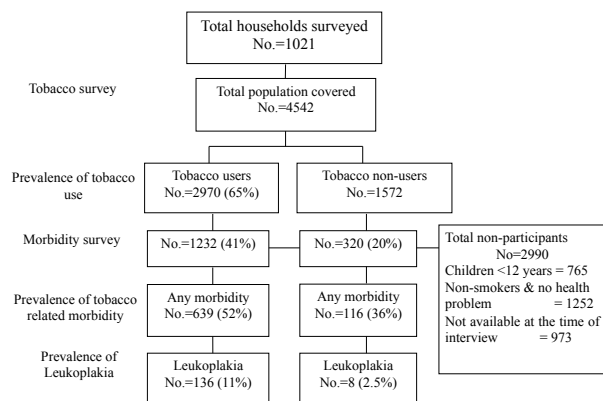 Total households surveyed
No.=1021
Tobacco survey
Total population covered
No.=4542
Prevalence of tobacco
use
Tobacco users
No.=2970 (65%)
Tobacco non-users
No.=1572
Morbidity survey
No.=1232 (41%)
No.=320 (20%)
Total non-participants
No=2990
Children <12 years = 765
Non-smokers & no health
problem = 1252
Not available at the time of
interview = 973
Prevalence of tobacco
related morbidity
Any morbidity
No.=639 (52%)
Any morbidity
No.=116 (36%)
Prevalence of
Leukoplakia
Leukoplakia
No.=136 (11%)
Leukoplakia
No.=8 (2.5%)